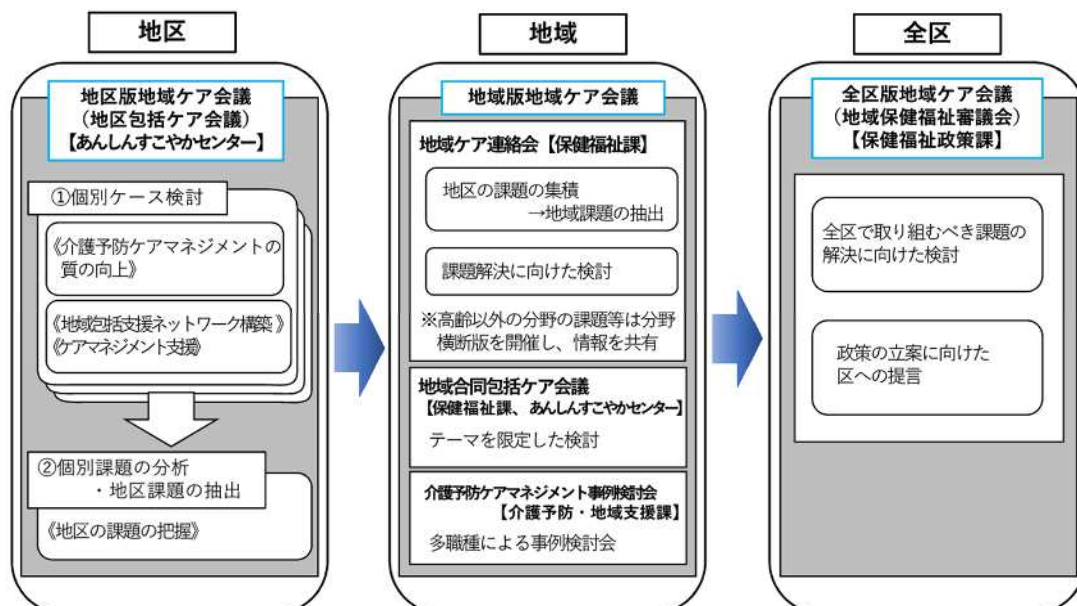 地区
地区版地域ケア会議
（地区包括ケア会議）
【あんしんすこやかセンター】
①個別ケース検討
《介護予防ケアマネジメントの
質の向上》
《地域包括支援ネットワーク構築》
《ケアマネジメント支援》
②個別課題の分析
・地区課題の抽出
《地区の課題の把握》
地域
地域版地域ケア会議
地域ケア連絡会【保健福祉課】
地区の課題の集積
→地域課題の抽出
課題解決に向けた検討
※高齢以外の分野の課題等は分野
横断版を開催し、情報を共有
地域合同包括ケア会議
【保健福祉課、あんしんすこやかセンター】
テーマを限定した検討
介護予防ケアマネジメント事例検討会
【介護予防・地域支援課】
多職種による事例検討会
全区
全区版地域ケア会議
（地域保健福祉審議会）
【保健福祉政策課】
全区で取り組むべき課題の
解決に向けた検討
政策の立案に向けた
区への提言